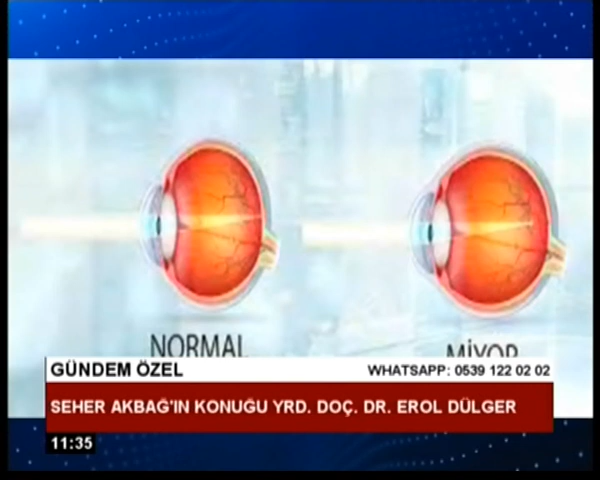 NORMAL
MİYOP
GÜNDEM ÖZEL
WHATSAPP: 0539 122 02 02
SEHER AKBAĞ'IN KONUĞU YRD. DOÇ. DR. EROL DÜLGER
11:35